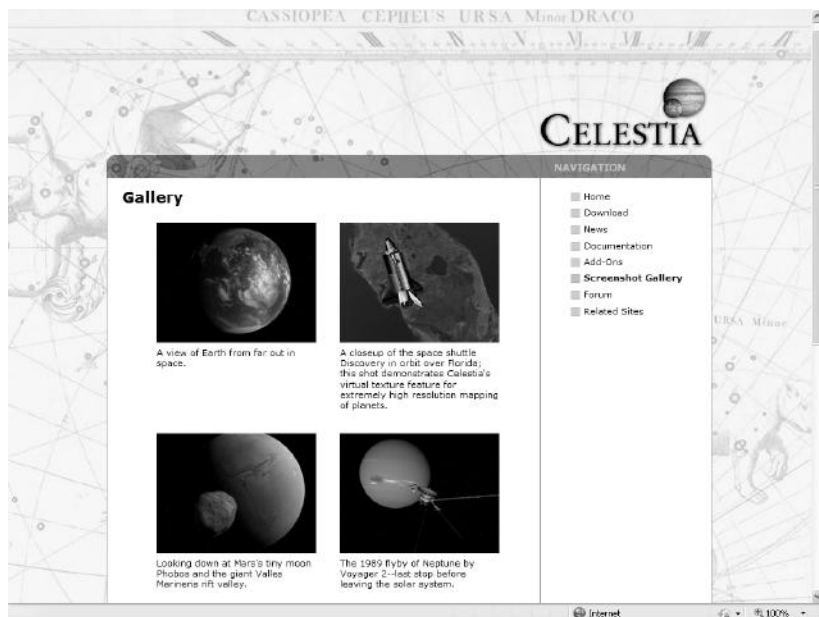 CASSIOPEA CEPHEUS URSA Minor DRACO
CELESTIA
NAVIGATION
Gallery
A view of Earth from far out in
space.
A closeup of the space shuttle
Discovery in orbit over Florida;
this shot demonstrates Celestia's
virtual texture feature for
extremely high resolution mapping
of planets.
Looking down at Mars's tiny moon
Phobos and the giant Valles
Marineris rift valley.
The 1989 flyby of Neptune by
Voyager 2--last stop before
leaving the solar system.
Home
Download
News
Documentation
Add-Ons
Screenshot Gallery
Forum
Related Sites
URSA Minor
Internet
100%